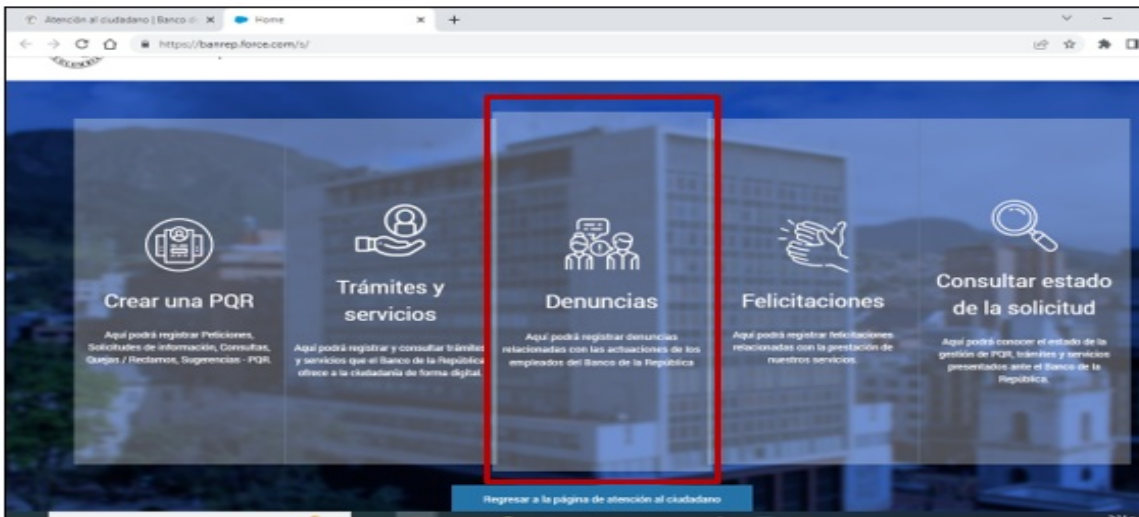 Atención al ciudadano | Banco d
Home
https://banrep.force.com/s/
Crear una PQR
Aquí podrá registrar Peticiones,
Solicitudes de información, Consultas,
Quejas / Reclamos, Sugerencias - PQR.
Trámites y
servicios
Aquí podrá registrar y consultar trámites
y servicios que el Banco de la República
ofrece a la ciudadanía de forma digital.
Denuncias
Aquí podrá registrar denuncias
relacionadas con las actuaciones de los
empleados del Banco de la República
Felicitaciones
Aquí podrá registrar felicitaciones
relacionadas con la prestación de
nuestros servicios.
Consultar estado
de la solicitud
Aquí podrá conocer el estado de la
gestión de PQR, trámites y servicios
presentados ante el Banco de la
República.
Regresar a la página de atención al ciudadano